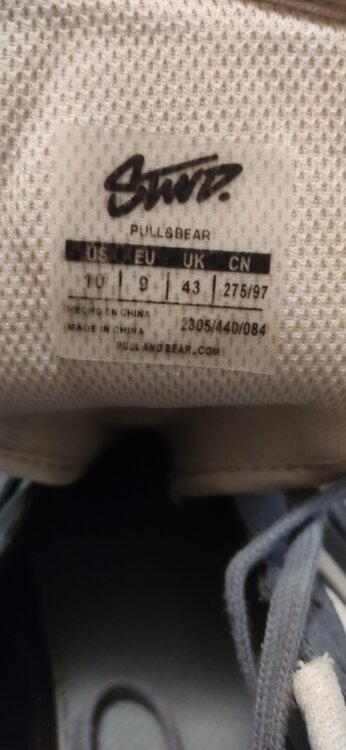 STWD.
PULL&BEAR
US EU UK CN
10 9 43 275/97
HECHO EN CHINA
MADE IN CHINA 2305/440/084
PULLANDBEAR.COM